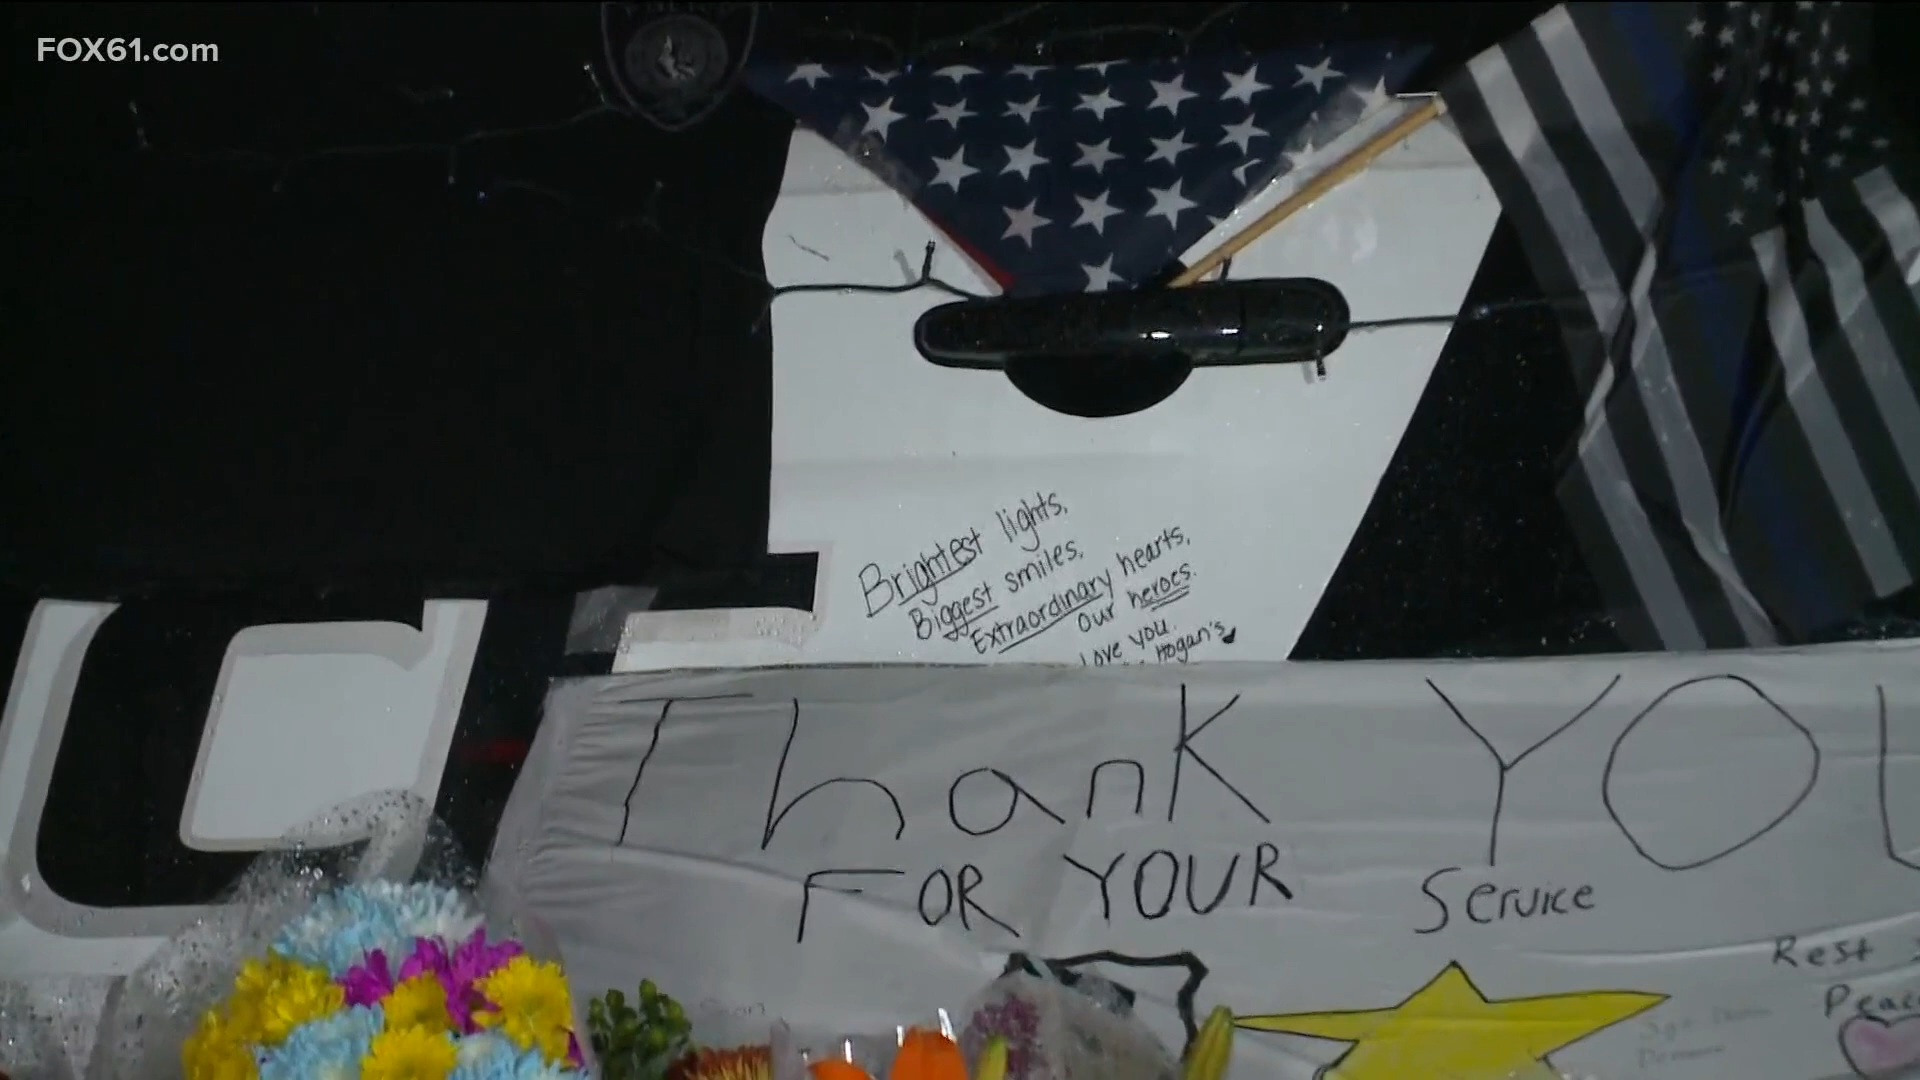 FOX61.com
Brightest lights,
Biggest smiles,
Extraordinary hearts,
our heroes.
Love you.
Hogan's
Thank YOU
FOR YOUR Service
Rest
Peace